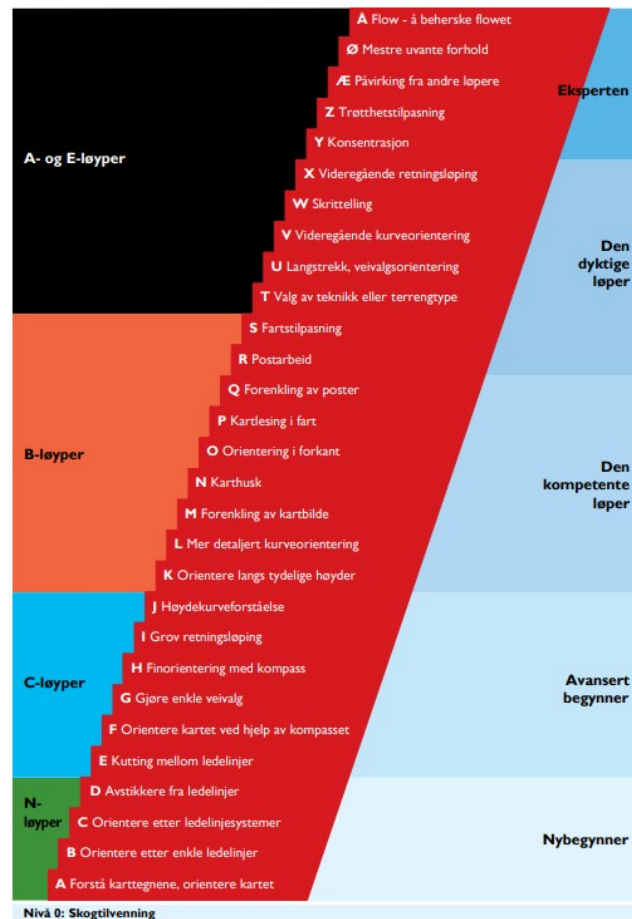 Å Flow - å beherske flowet
Ø Mestre uvante forhold
Æ Påvirking fra andre løpere
Eksperten
Z Trøtthetstilpasning
Y Konsentrasjon
A- og E-løyper
X Videregående retningsløping
W Skrittelling
V Videregående kurveorientering
Den
dyktige
løper
U Langstrekk, veivalgsorientering
T Valg av teknikk eller terrengtype
S Fartstilpasning
R Postarbeid
Q Forenkling av poster
P Kartlesing i fart
O Orientering i forkant
B-løyper
Den
kompetente
løper
N Karthusk
M Forenkling av kartbilde
L Mer detaljert kurveorientering
K Orientere langs tydelige høyder
J Høydekurveforståelse
I Grov retningsløping
H Finorientering med kompass
C-løyper
Avansert
begynner
G Gjøre enkle veivalg
F Orientere kartet ved hjelp av kompasset
E Kutting mellom ledelinjer
D Avstikkere fra ledelinjer
N-
løyper
C Orientere etter ledelinjesystemer
Nybegynner
B Orientere etter enkle ledelinjer
A Forstå karttegnene, orientere kartet
Nivå 0: Skogtilvenning